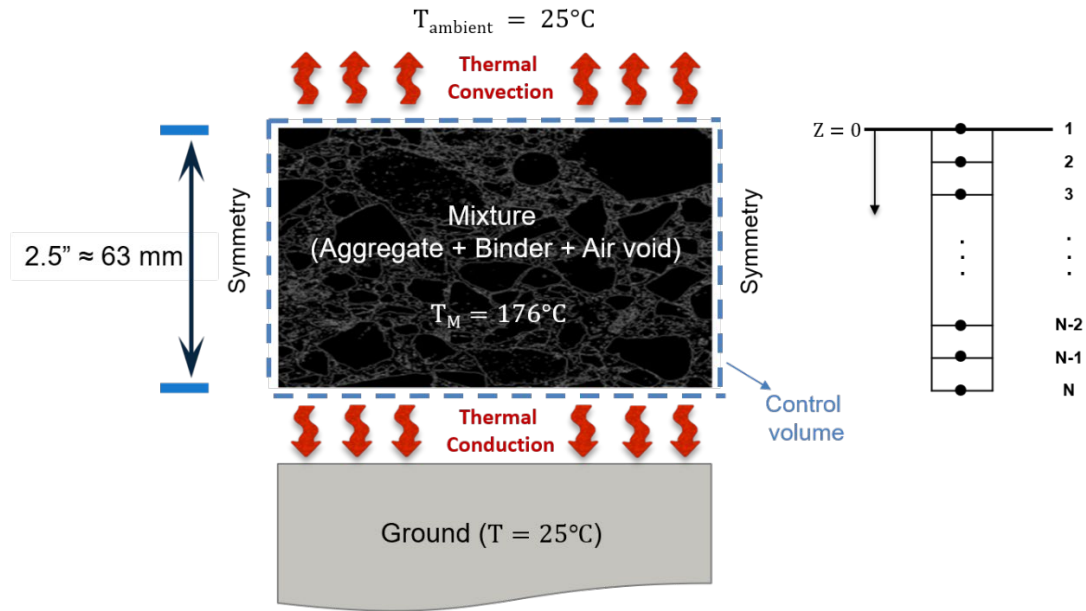 T_ambient = 25°C
Thermal
Convection
Z = 0
1
2
3
Symmetry
Mixture
(Aggregate + Binder + Air void)
T_M = 176°C
Symmetry
2.5” ≈ 63 mm
N-2
N-1
N
Thermal
Conduction
Control
volume
Ground (T = 25°C)